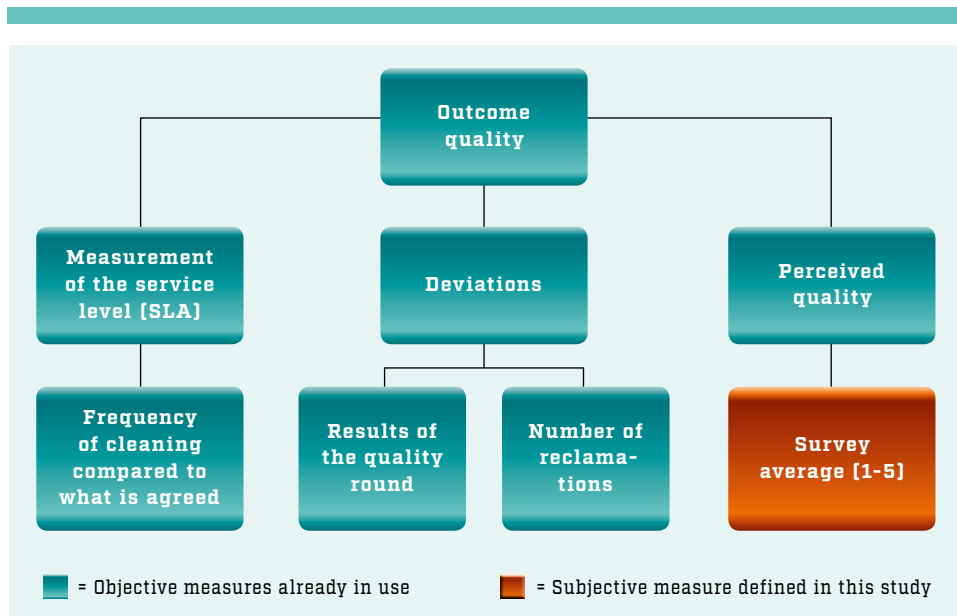 Outcome
quality
Measurement
of the service
level (SLA)
Deviations
Perceived
quality
Frequency
of cleaning
compared to
what is agreed
Results of
the quality
round
Number of
reclama-
tions
Survey
average (1-5)
= Objective measures already in use
= Subjective measure defined in this study